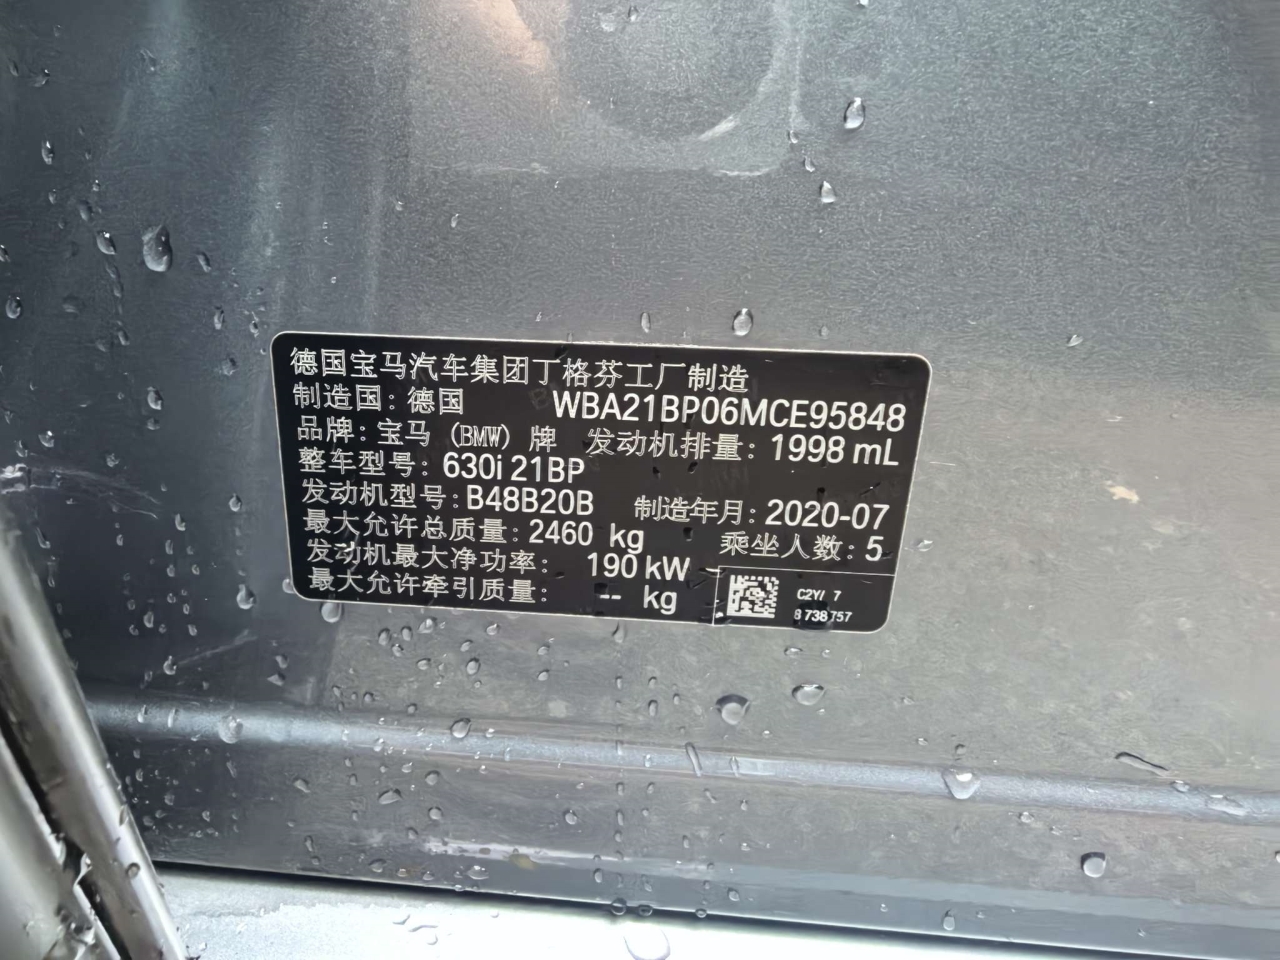 德国宝马汽车集团丁格芬工厂制造
制造国：德国 WBA21BP06MCE95848
品牌：宝马（BMW）牌 发动机排量：1998 mL
整车型号：630i 21BP
发动机型号：B48B20B 制造年月：2020-07
最大允许总质量：2460 kg 乘坐人数：5
发动机最大净功率： 190 kW
最大允许牵引质量： -- kg
C2Y/ 7
8 738 757